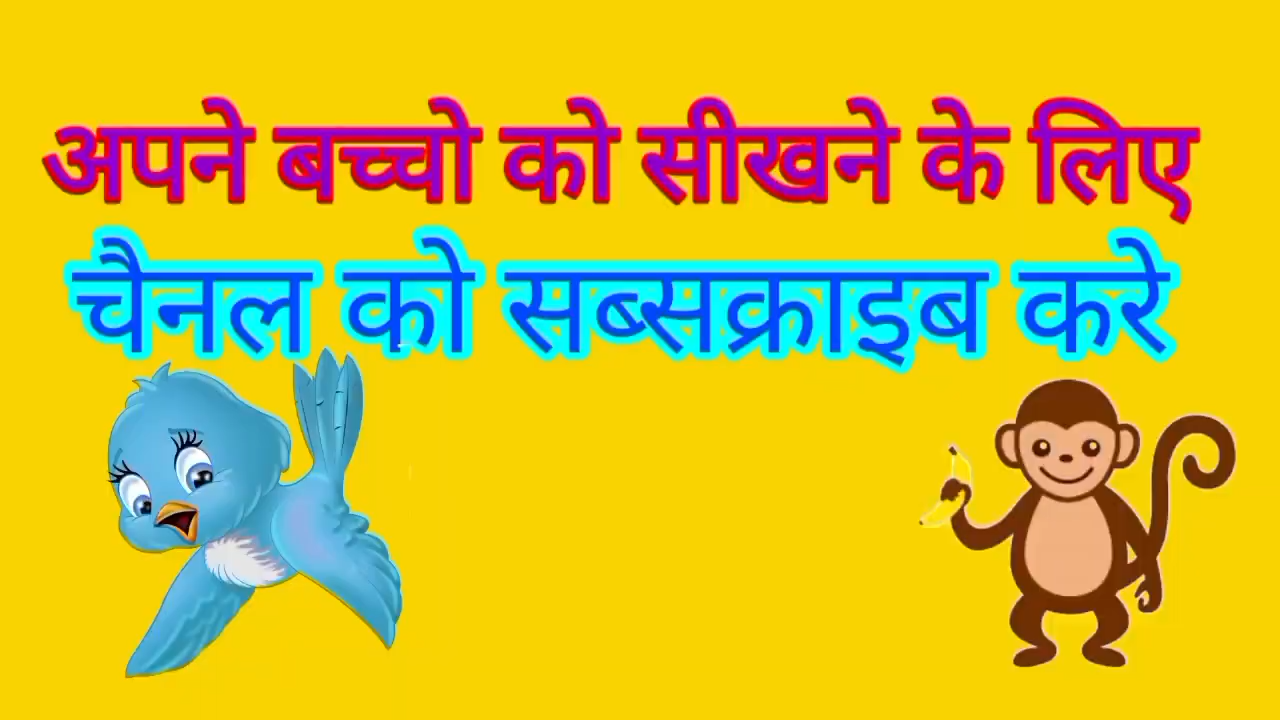 अपने बच्चो को सीखने के लिए
चैनल को सब्सक्राइब करे